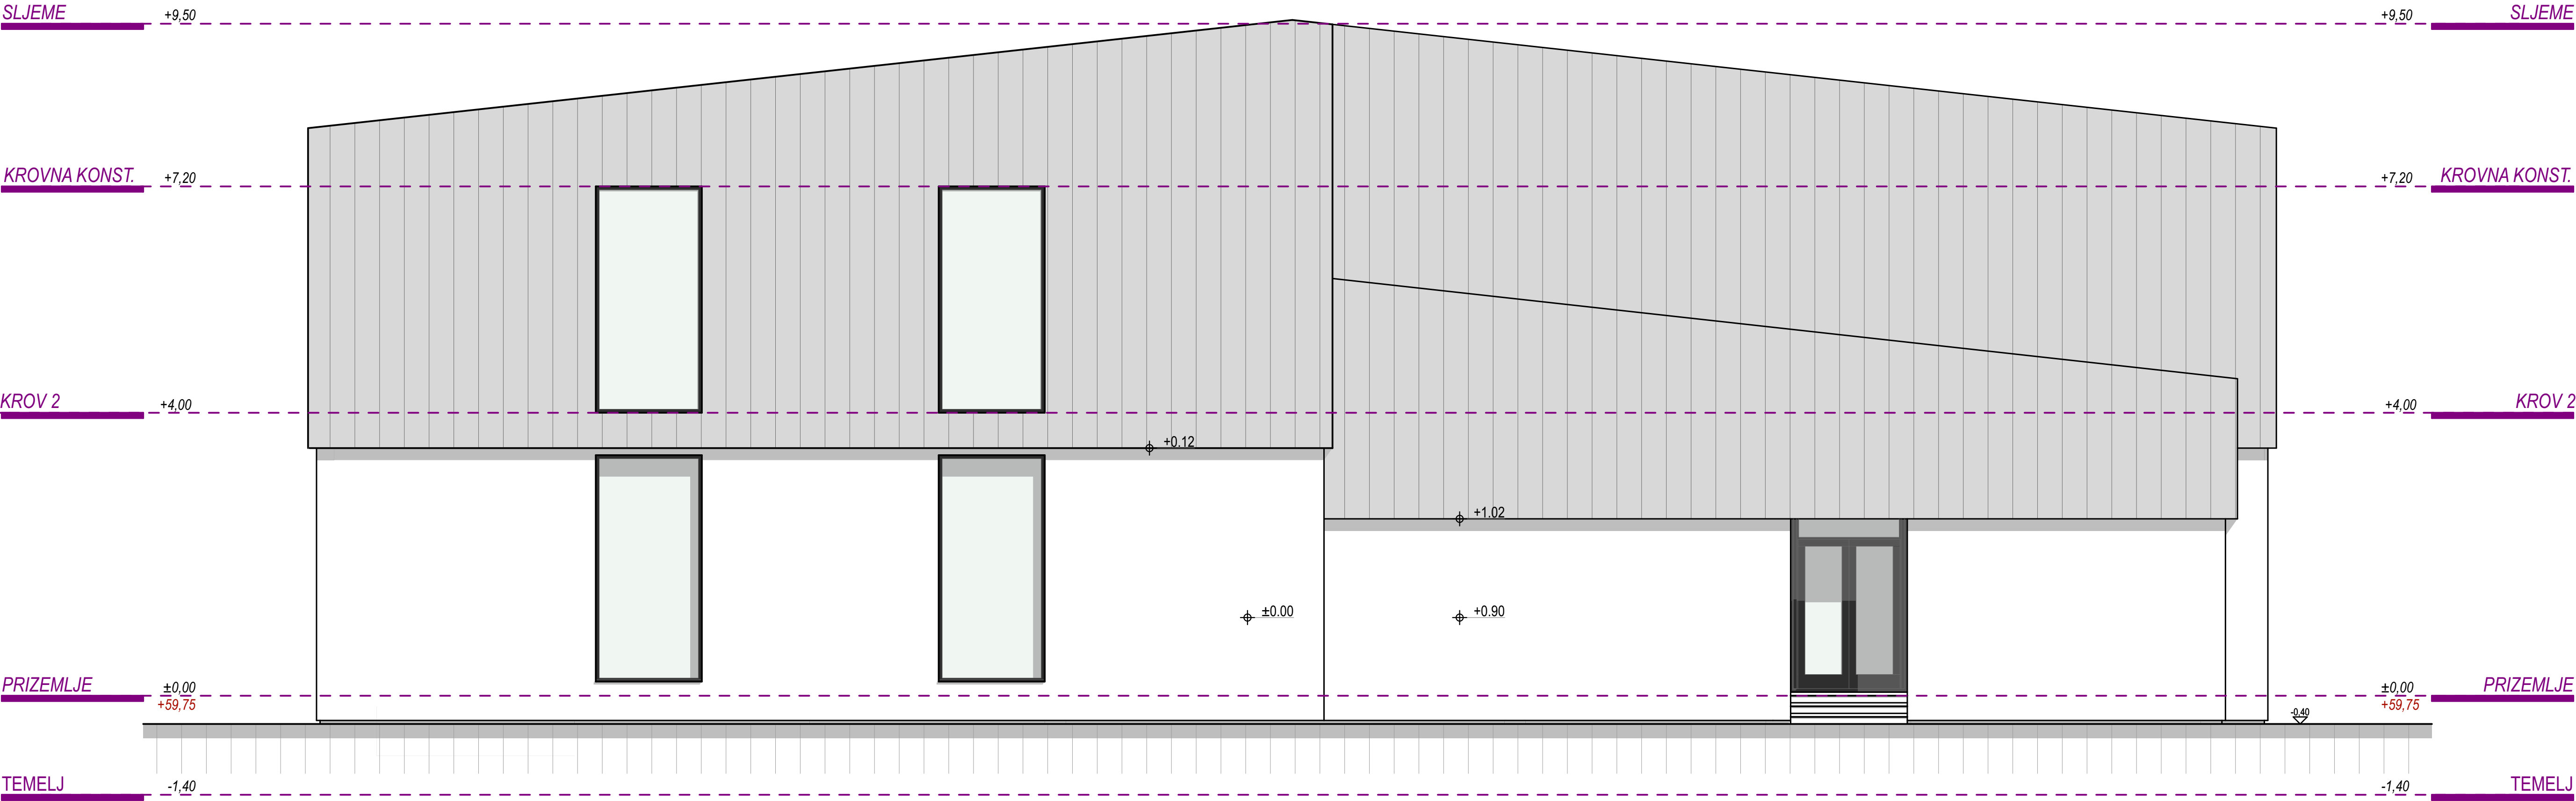 SLJEME +9,50 +9,50 SLJEME
KROVNA KONST. +7,20 +7,20 KROVNA KONST.
KROV 2 +4,00 +4,00 KROV 2
+0.12
+1.02
±0.00 +0.90
PRIZEMLJE ±0,00 ±0,00 PRIZEMLJE
+59,75 +59,75
-0.40
TEMELJ -1,40 -1,40 TEMELJ